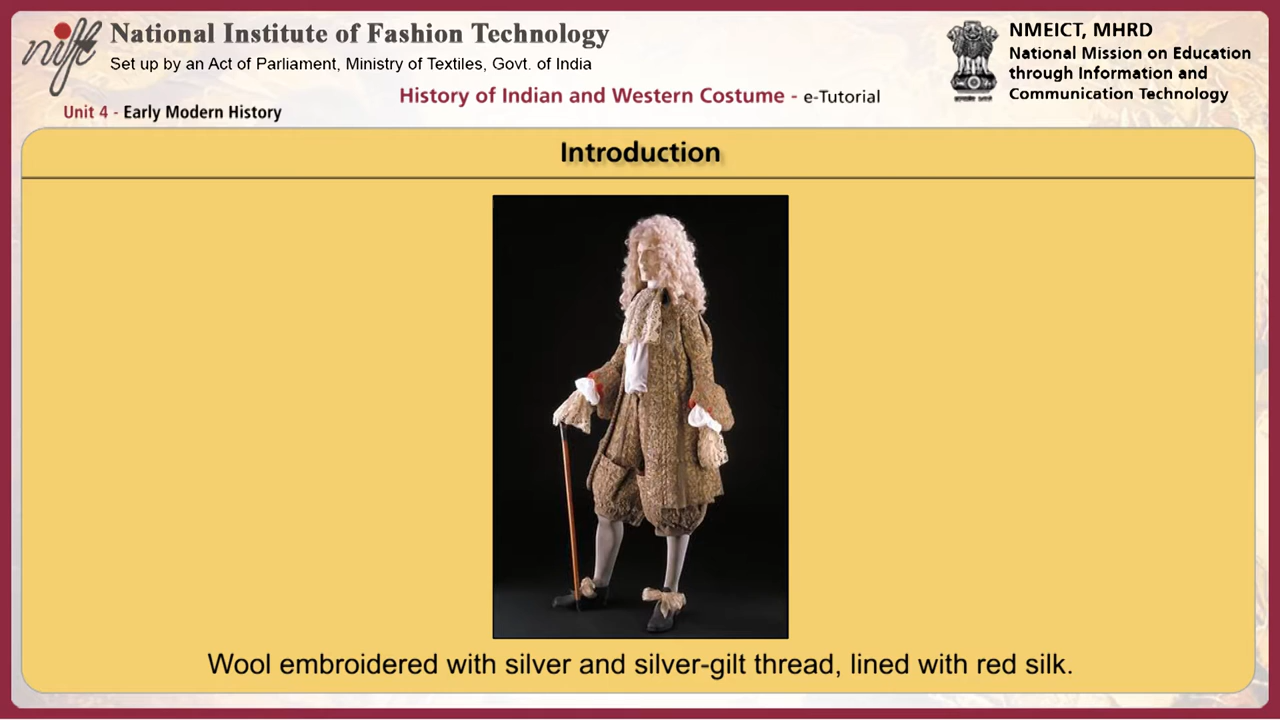 nift
National Institute of Fashion Technology
Set up by an Act of Parliament, Ministry of Textiles, Govt. of India
History of Indian and Western Costume - e-Tutorial
Unit 4 - Early Modern History
NMEICT, MHRD
National Mission on Education
through Information and
Communication Technology
Introduction
Wool embroidered with silver and silver-gilt thread, lined with red silk.